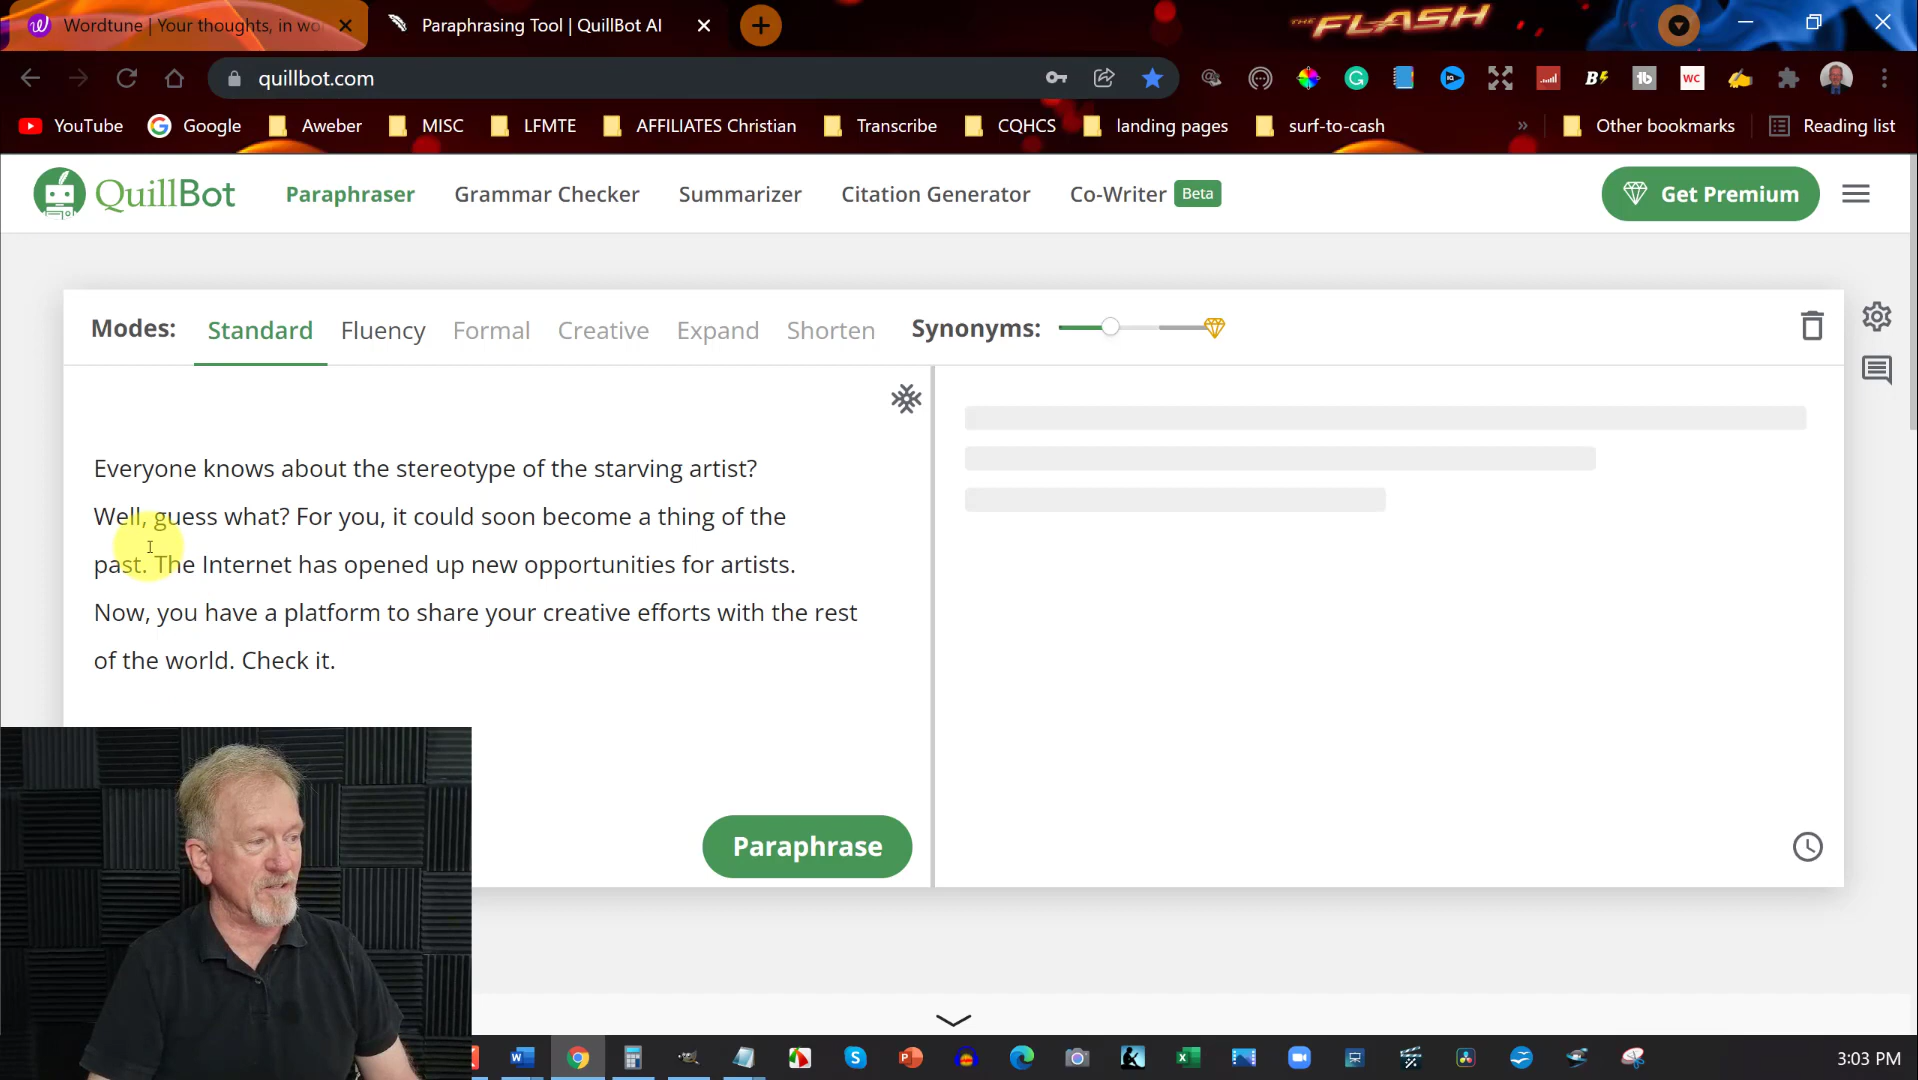 Wordtune | Your thoughts, in wo
Paraphrasing Tool | QuillBot AI
THE FLASH
quillbot.com
WC
YouTube
Google
Aweber
MISC
LFMTE
AFFILIATES Christian
Transcribe
CQHCS
landing pages
surf-to-cash
»
Other bookmarks
Reading list
QuillBot
Paraphraser
Grammar Checker
Summarizer
Citation Generator
Co-Writer
Beta
Get Premium
Modes:
Standard
Fluency
Formal
Creative
Expand
Shorten
Synonyms:
Everyone knows about the stereotype of the starving artist?
Well, guess what? For you, it could soon become a thing of the
past. The Internet has opened up new opportunities for artists.
Now, you have a platform to share your creative efforts with the rest
of the world. Check it.
Paraphrase
3:03 PM